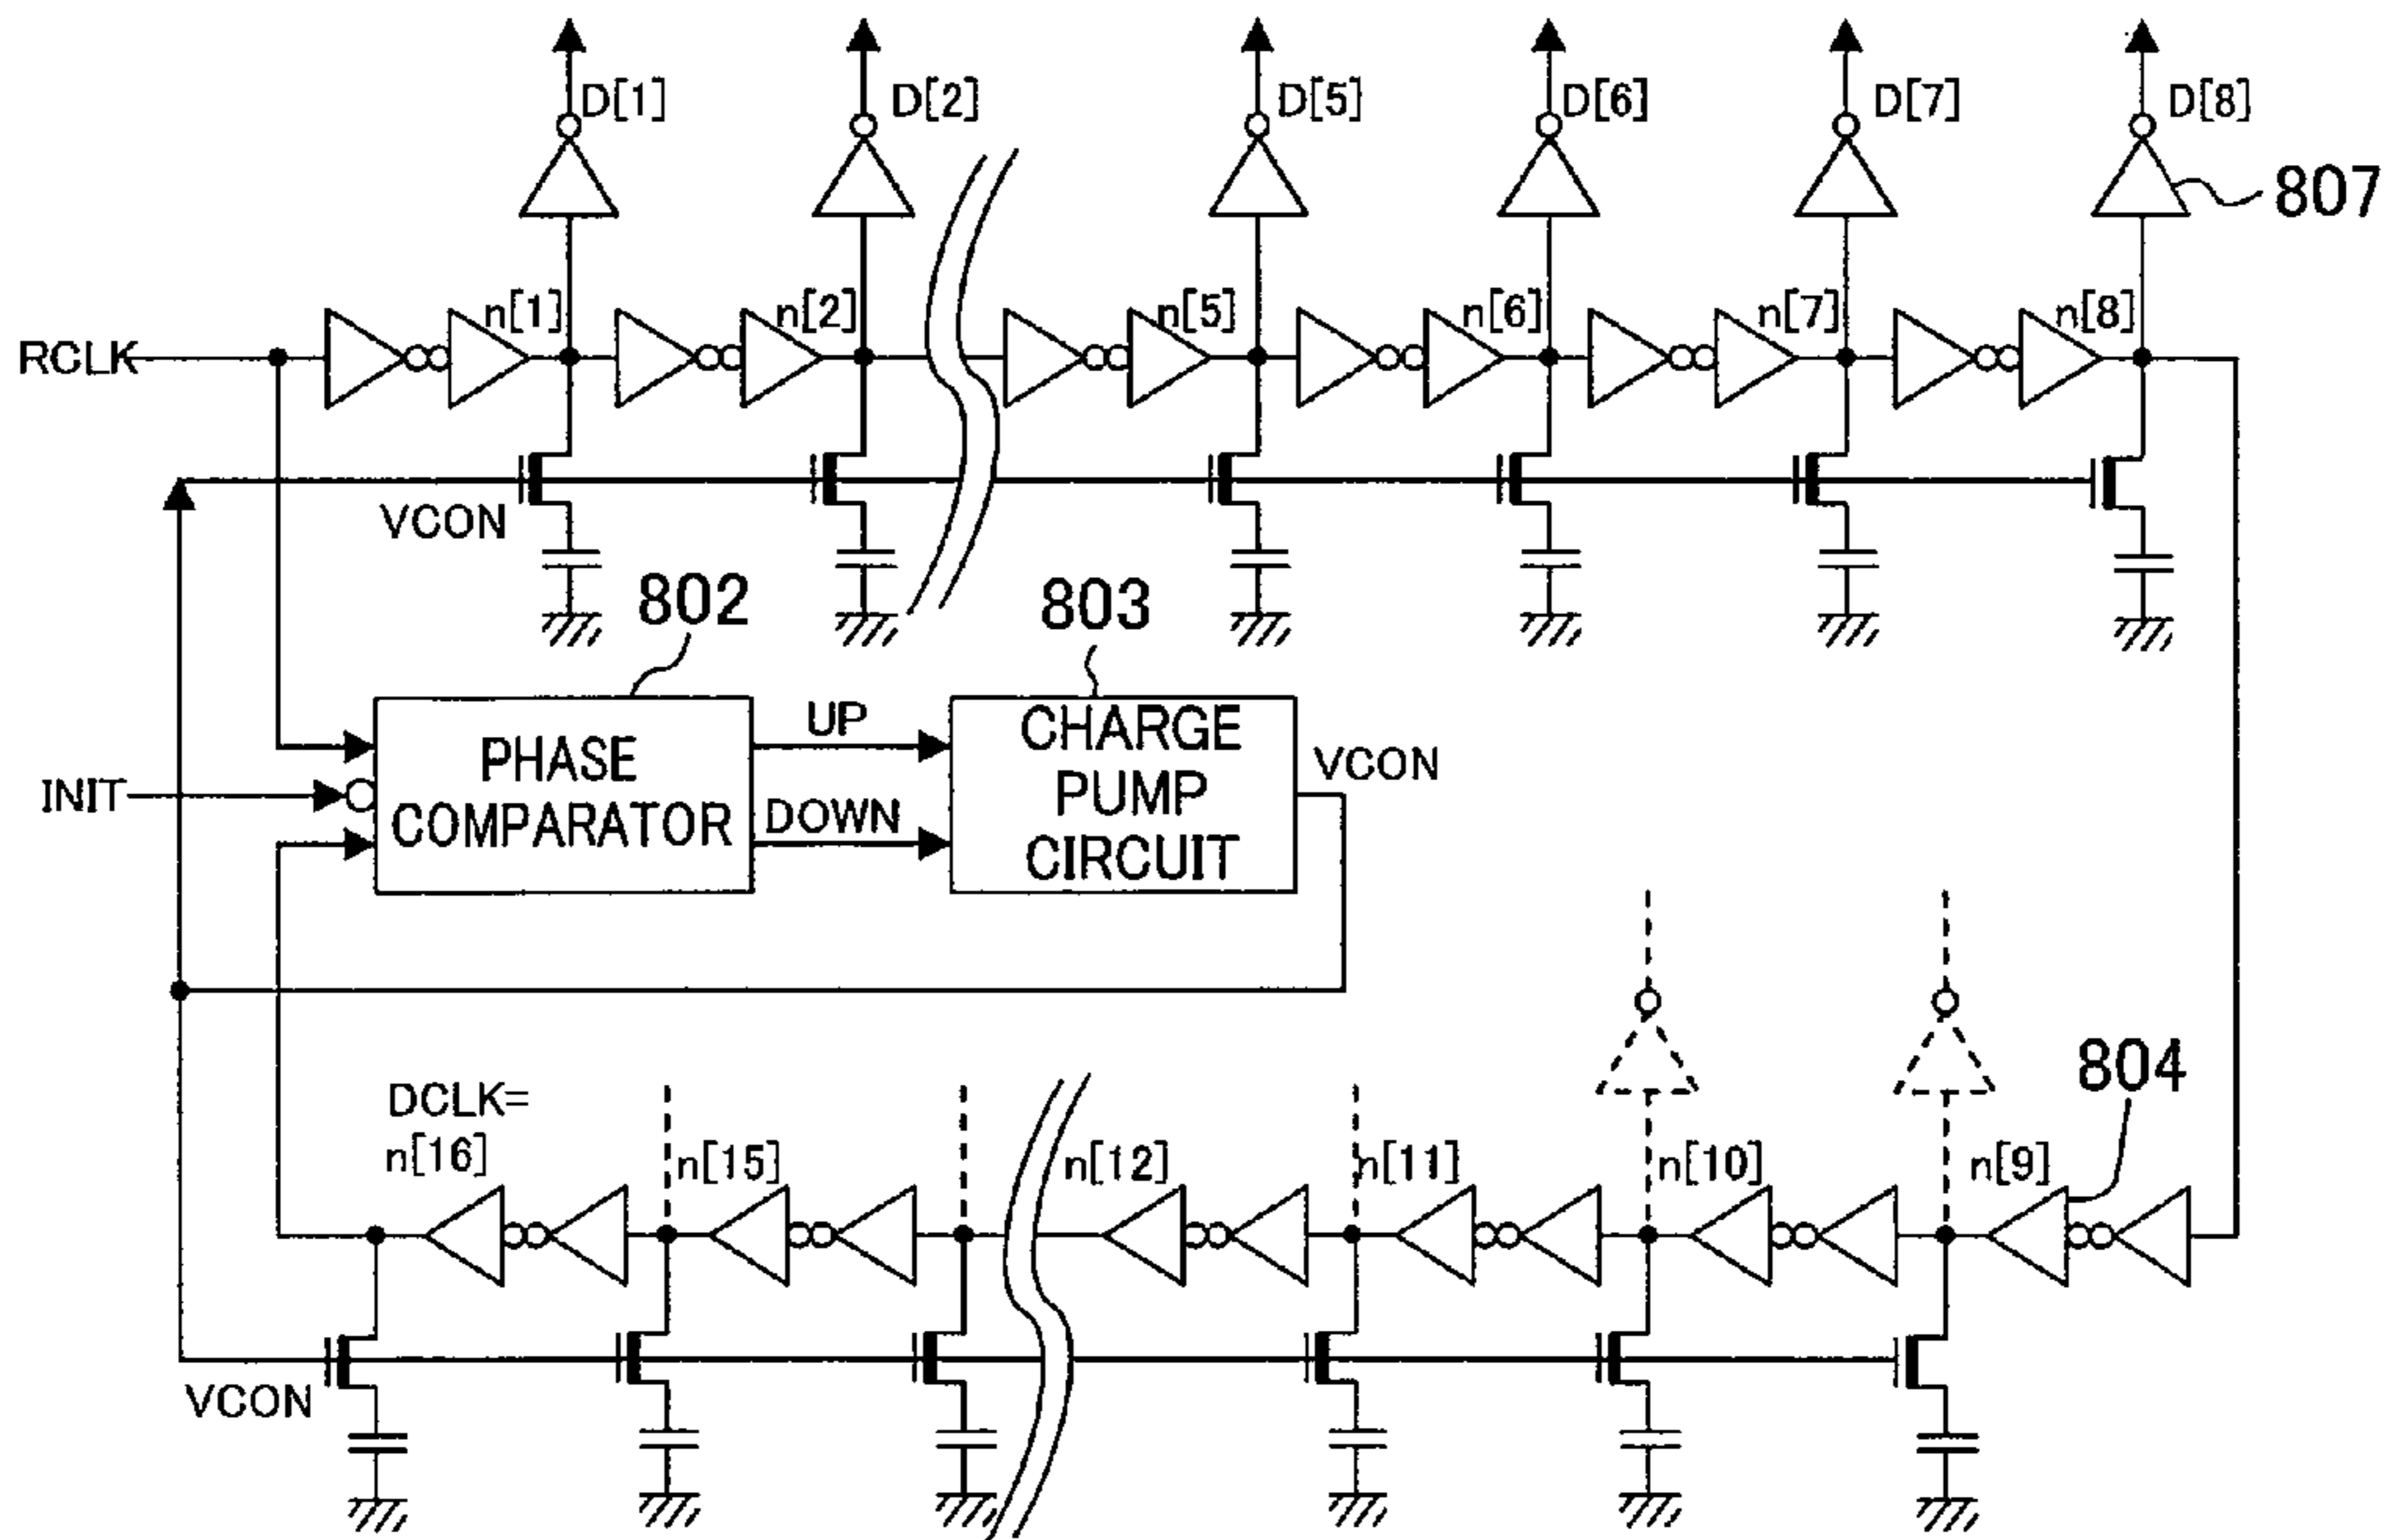 D[1] D[2] D[5] D[6] D[7] D[8]
807
n[1] n[2] n[5] n[6] n[7] n[8]
RCLK
VCON
802 803
UP
CHARGE
PUMP
CIRCUIT
PHASE
COMPARATOR
VCON
INIT
DOWN
804
DCLK=
n[16] n[15] n[12] n[11] n[10] n[9]
VCON